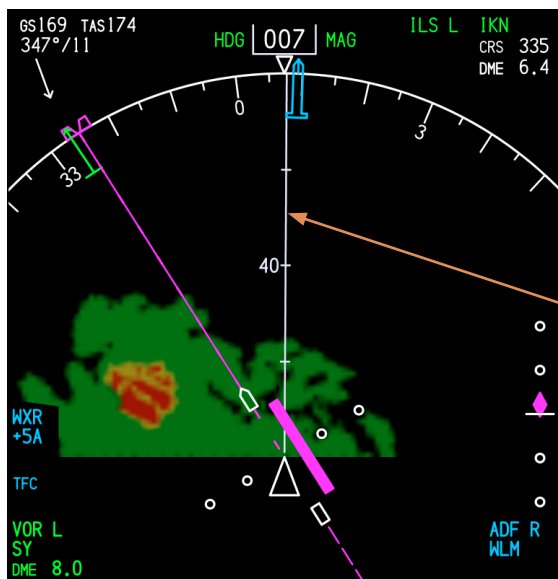 GS169 TAS174
347°/11
HDG 007 MAG
ILS L IKN
CRS 335
DME 6.4
33
0
3
40
WXR
+5A
TFC
VOR L
SY
DME 8.0
ADF R
WLM